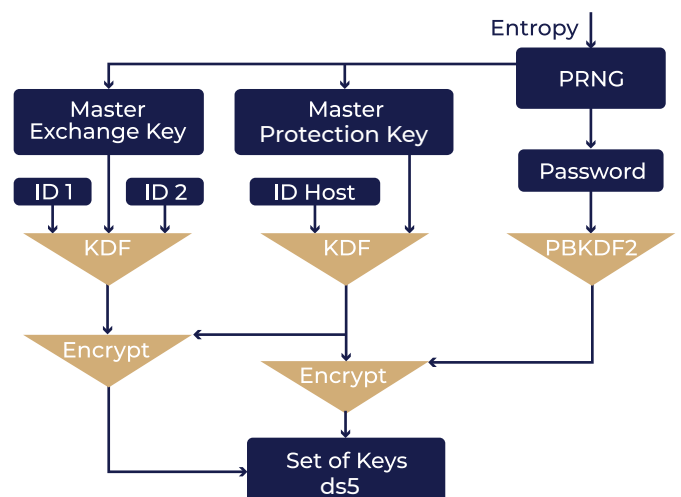 Entropy
PRNG
Master
Exchange Key
Master
Protection Key
Password
ID 1
ID 2
ID Host
KDF
KDF
PBKDF2
Encrypt
Encrypt
Set of Keys
ds5